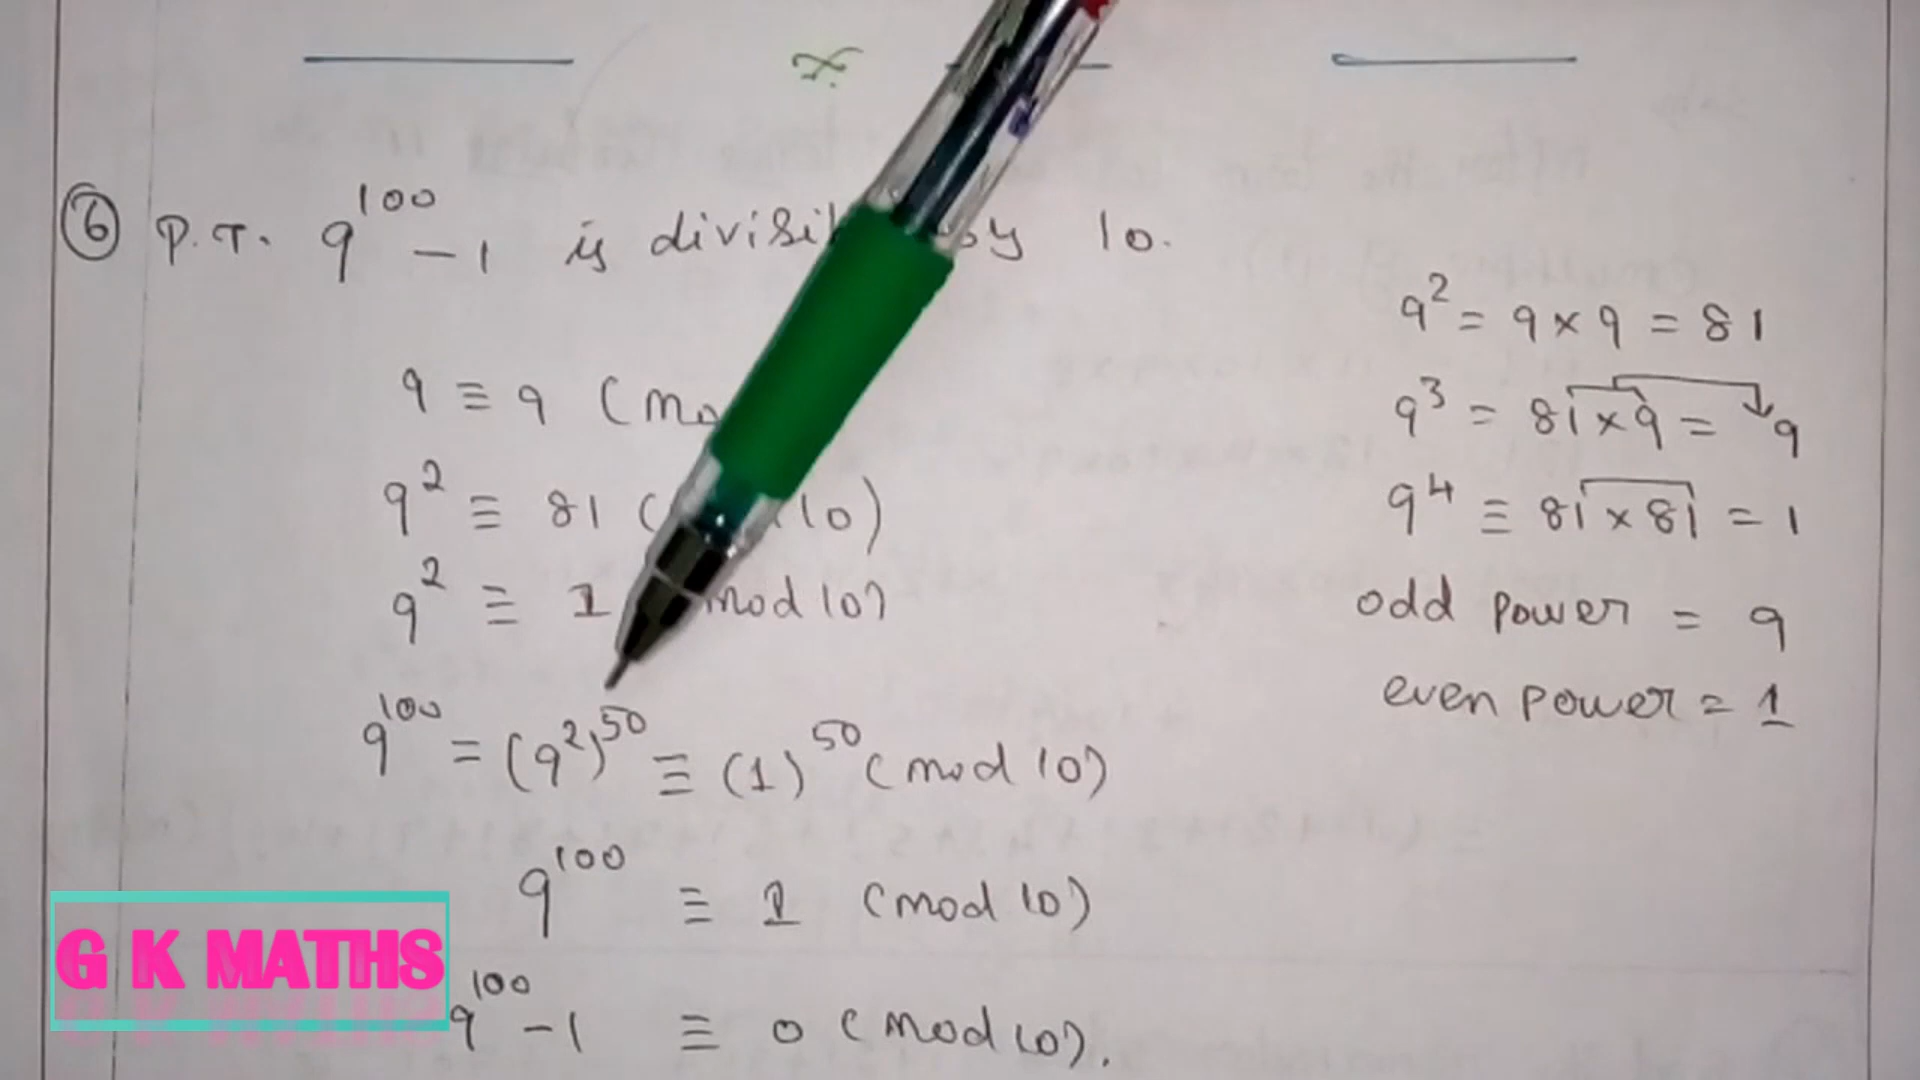 6 P.T. 9^100 - 1 is divisi by 10.
9 ≡ 9 (mo
9^2 ≡ 81 ( 10)
9^2 ≡ 1 mod 10)
9^100 = (9^2)^50 ≡ (1)^50 (mod 10)
9^100 ≡ 1 (mod 10)
9^100 - 1 ≡ 0 (mod 10).
9^2 = 9 × 9 = 81
9^3 = 81 × 9 = 9
9^4 ≡ 81 × 81 = 1
odd power = 9
even power = 1
G K MATHS